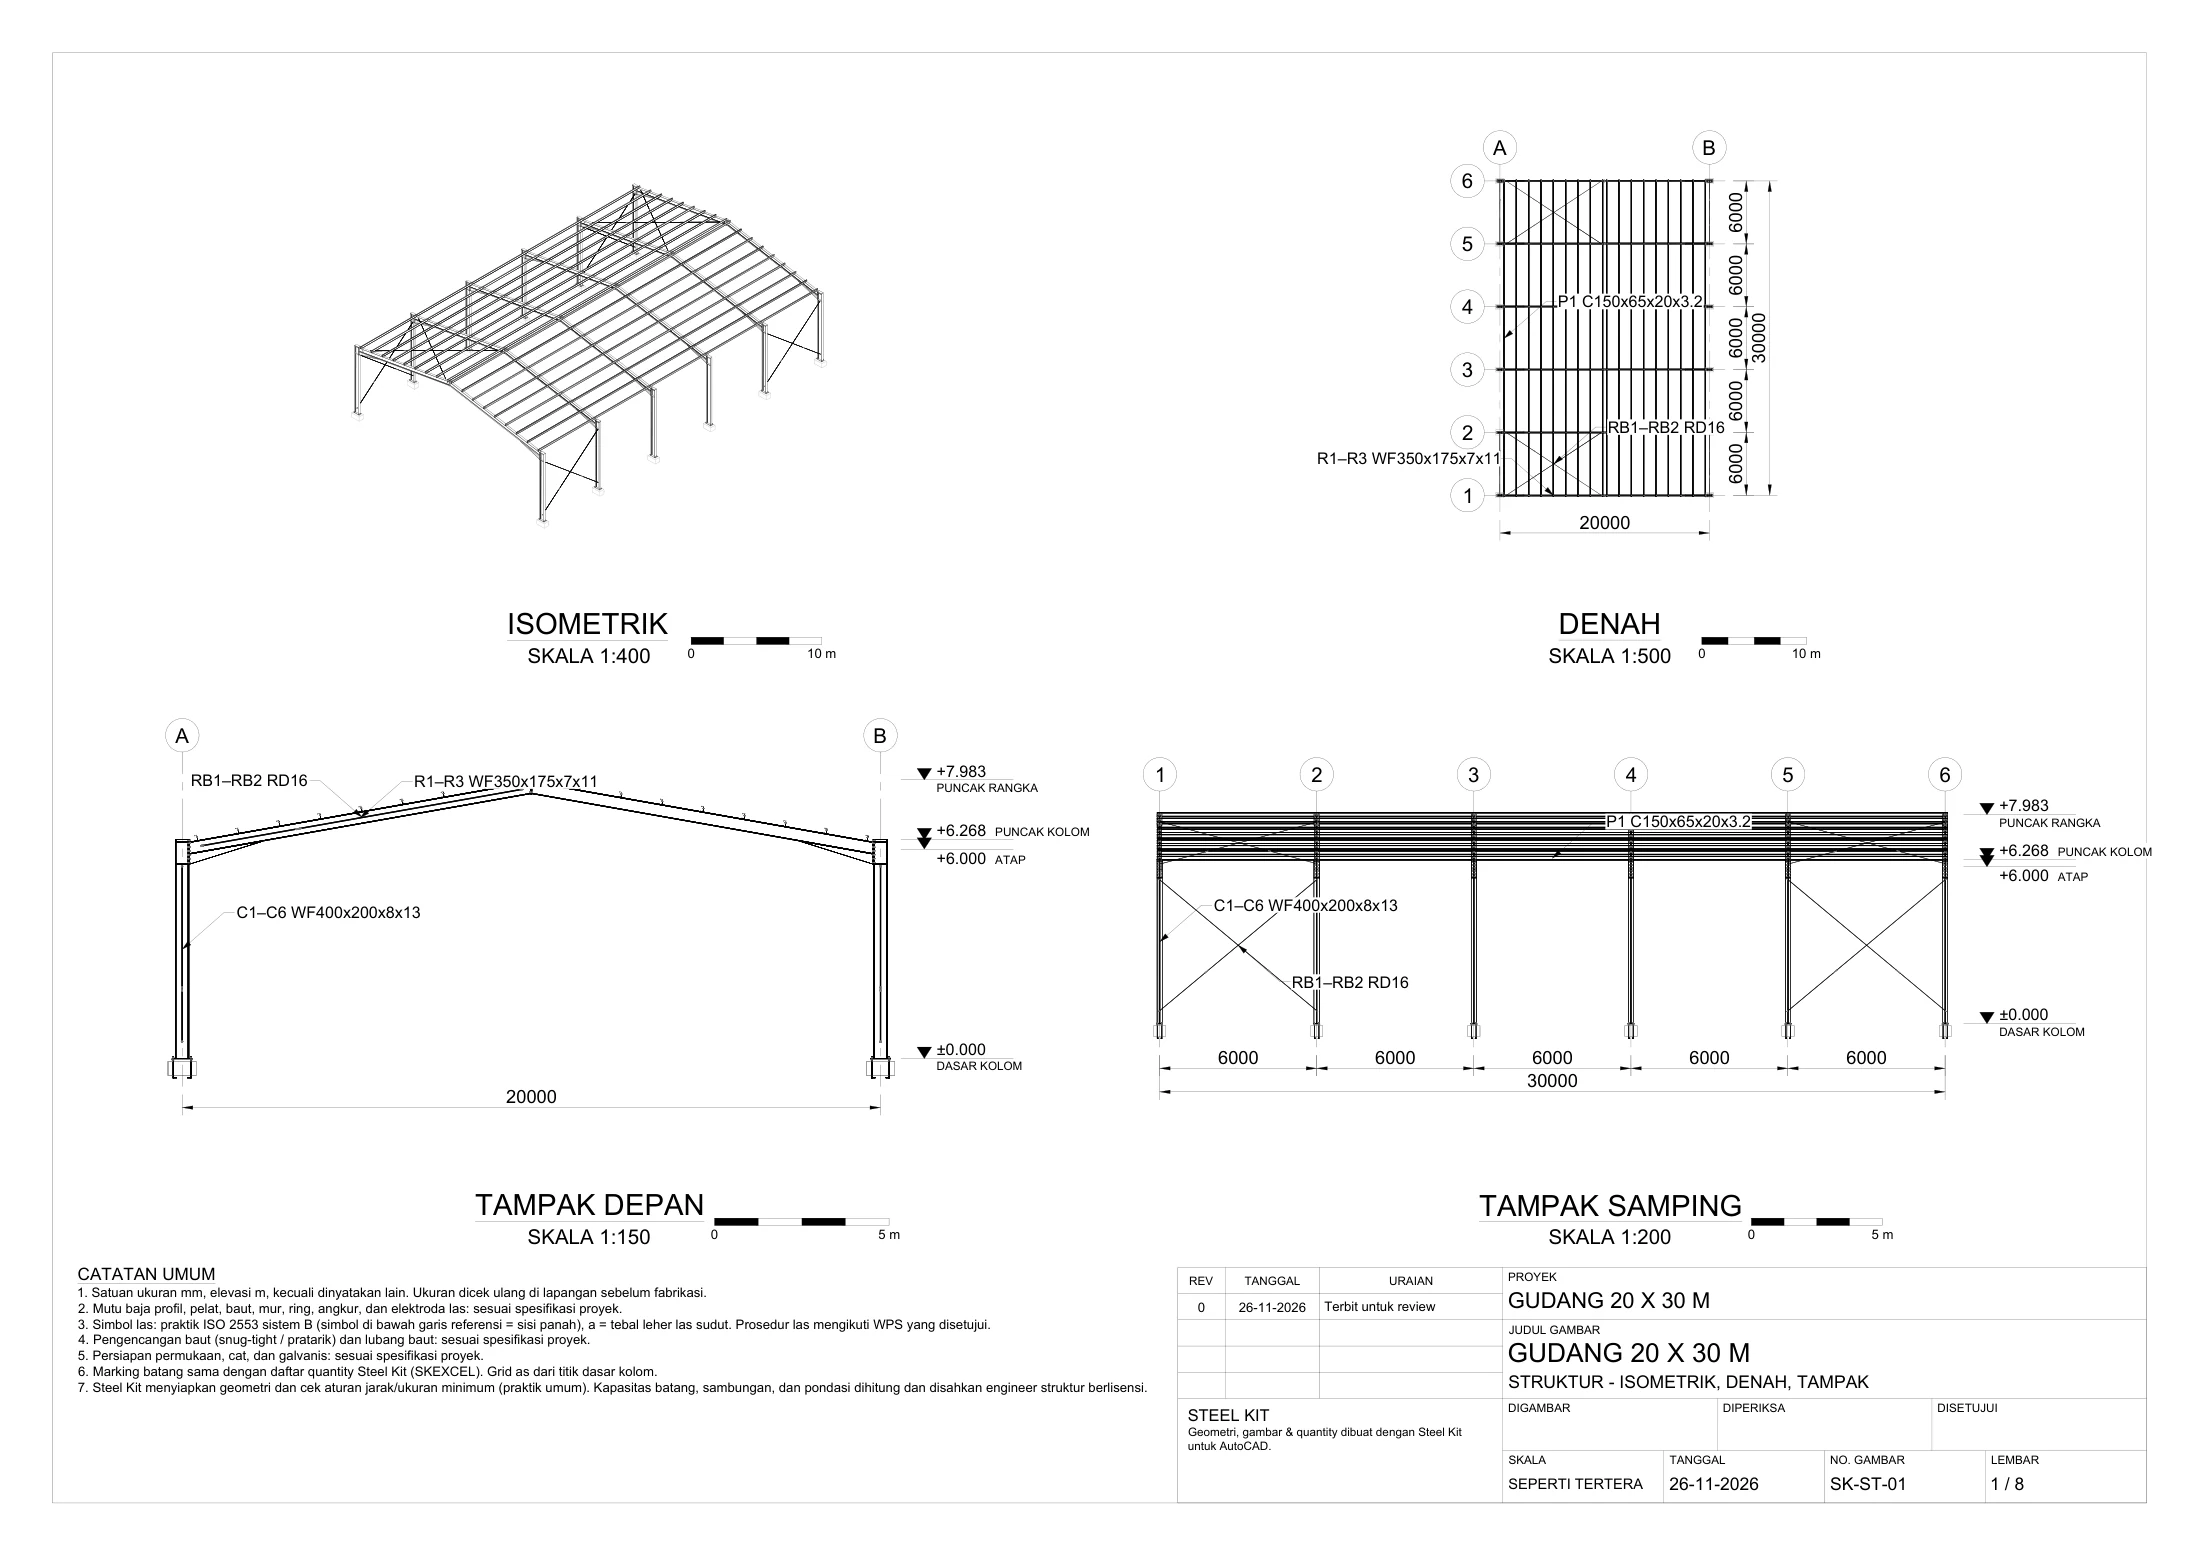 A
B
6
5
4
3
2
1
6000
6000
6000
6000
6000
30000
P1 C150x65x20x3.2
RB1–RB2 RD16
R1–R3 WF350x175x7x11
20000
ISOMETRIK
SKALA 1:400
0
10 m
DENAH
SKALA 1:500
0
10 m
A
B
RB1–RB2 RD16
R1–R3 WF350x175x7x11
+7.983
PUNCAK RANGKA
+6.268 PUNCAK KOLOM
+6.000 ATAP
C1–C6 WF400x200x8x13
±0.000
DASAR KOLOM
20000
TAMPAK DEPAN
SKALA 1:150
0
5 m
1
2
3
4
5
6
P1 C150x65x20x3.2
+7.983
PUNCAK RANGKA
+6.268 PUNCAK KOLOM
+6.000 ATAP
C1–C6 WF400x200x8x13
RB1–RB2 RD16
±0.000
DASAR KOLOM
6000
6000
6000
6000
6000
30000
TAMPAK SAMPING
SKALA 1:200
0
5 m
CATATAN UMUM
1. Satuan ukuran mm, elevasi m, kecuali dinyatakan lain. Ukuran dicek ulang di lapangan sebelum fabrikasi.
2. Mutu baja profil, pelat, baut, mur, ring, angkur, dan elektroda las: sesuai spesifikasi proyek.
3. Simbol las: praktik ISO 2553 sistem B (simbol di bawah garis referensi = sisi panah), a = tebal leher las sudut. Prosedur las mengikuti WPS yang disetujui.
4. Pengencangan baut (snug-tight / pratarik) dan lubang baut: sesuai spesifikasi proyek.
5. Persiapan permukaan, cat, dan galvanis: sesuai spesifikasi proyek.
6. Marking batang sama dengan daftar quantity Steel Kit (SKEXCEL). Grid as dari titik dasar kolom.
7. Steel Kit menyiapkan geometri dan cek aturan jarak/ukuran minimum (praktik umum). Kapasitas batang, sambungan, dan pondasi dihitung dan disahkan engineer struktur berlisensi.
REV
TANGGAL
URAIAN
0
26-11-2026
Terbit untuk review
STEEL KIT
Geometri, gambar & quantity dibuat dengan Steel Kit
untuk AutoCAD.
PROYEK
GUDANG 20 X 30 M
JUDUL GAMBAR
GUDANG 20 X 30 M
STRUKTUR - ISOMETRIK, DENAH, TAMPAK
DIGAMBAR
DIPERIKSA
DISETUJUI
SKALA
SEPERTI TERTERA
TANGGAL
26-11-2026
NO. GAMBAR
SK-ST-01
LEMBAR
1 / 8